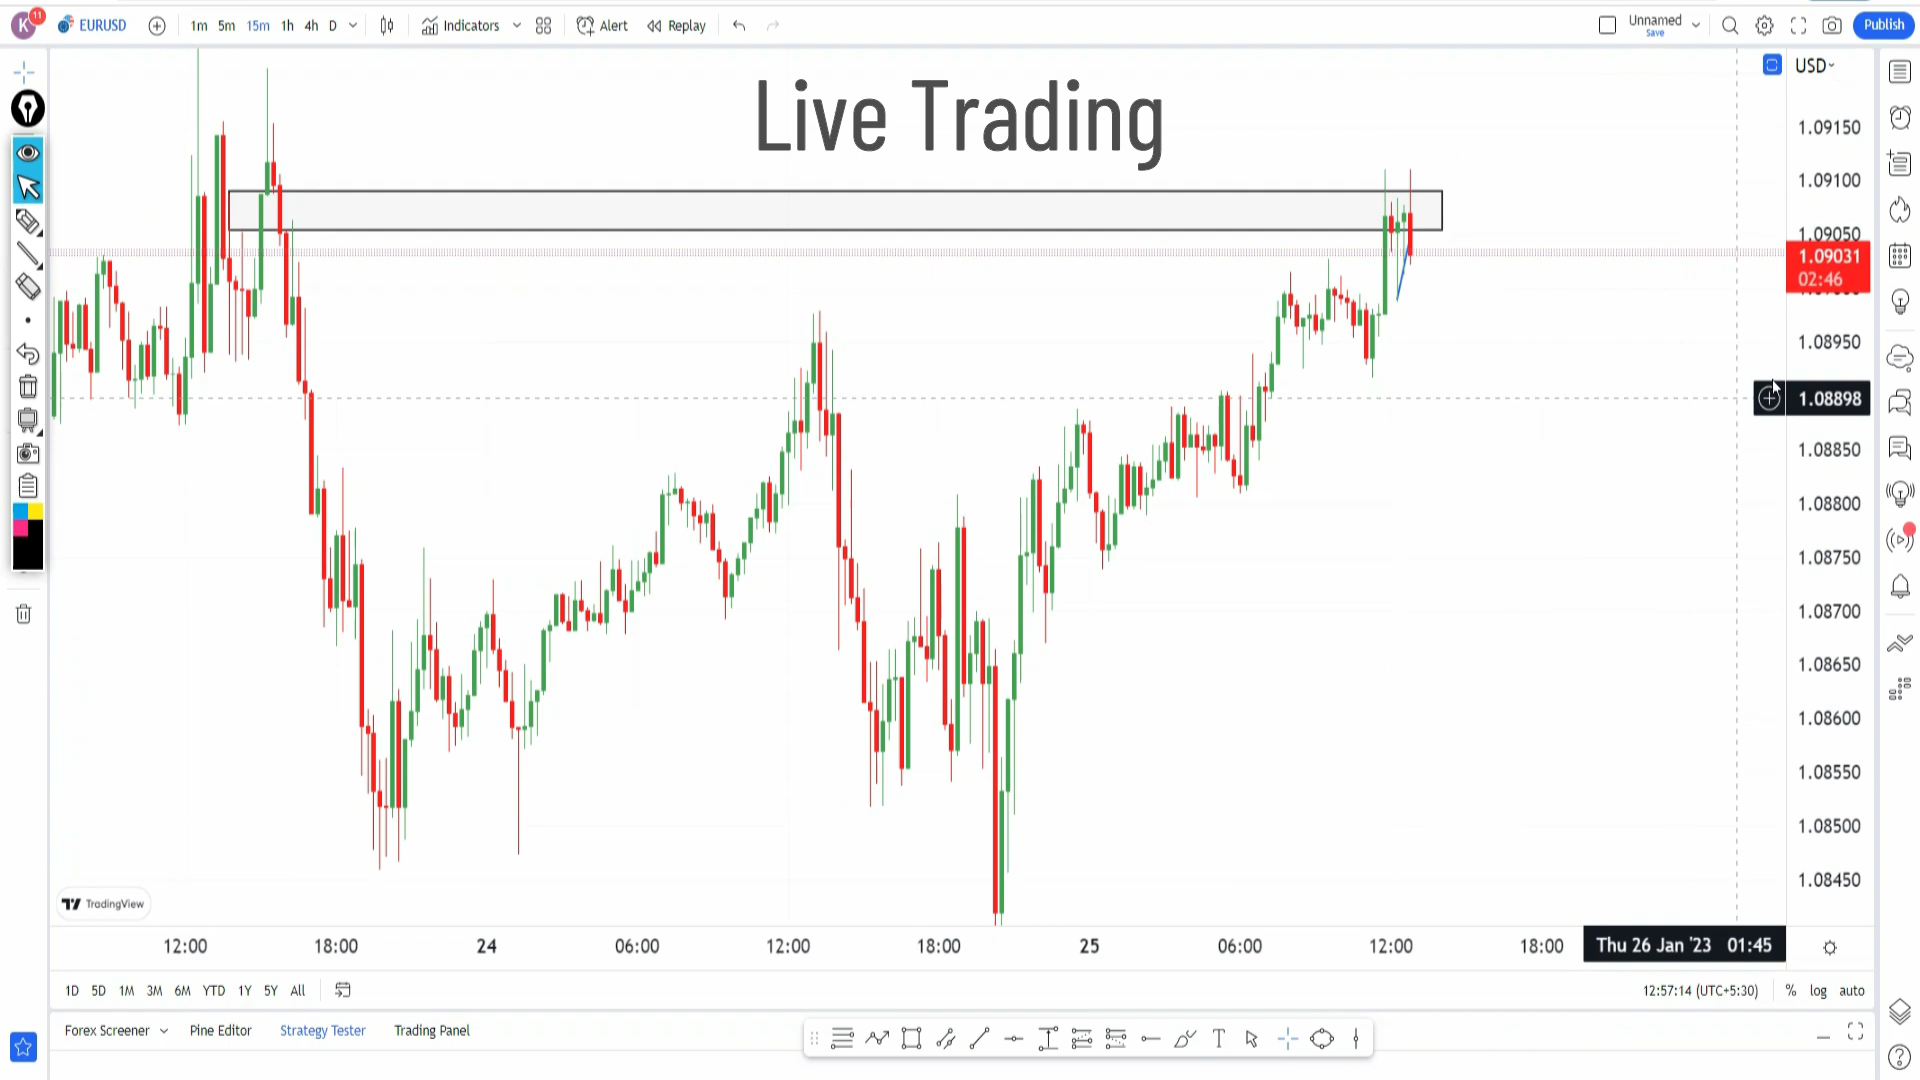 K 11 EURUSD 1m 5m 15m 1h 4h D Indicators Alert Replay Unnamed Save Publish
Live Trading
USD
1.09150
1.09100
1.09050
1.09031
02:46
1.08950
1.08898
1.08850
1.08800
1.08750
1.08700
1.08650
1.08600
1.08550
1.08500
1.08450
TradingView
12:00 18:00 24 06:00 12:00 18:00 25 06:00 12:00 18:00 Thu 26 Jan '23 01:45
1D 5D 1M 3M 6M YTD 1Y 5Y All 12:57:14 (UTC+5:30) % log auto
Forex Screener Pine Editor Strategy Tester Trading Panel